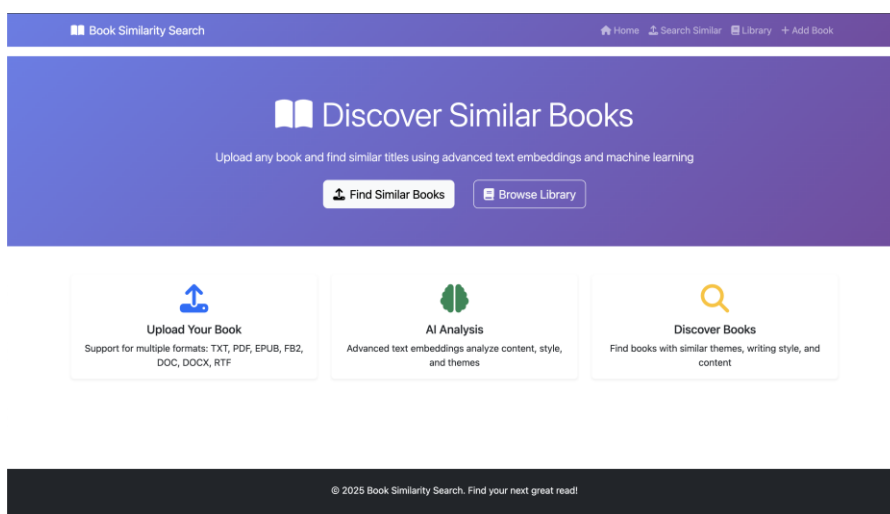 Book Similarity Search
Home Search Similar Library + Add Book
Discover Similar Books
Upload any book and find similar titles using advanced text embeddings and machine learning
Find Similar Books Browse Library
Upload Your Book
Support for multiple formats: TXT, PDF, EPUB, FB2,
DOC, DOCX, RTF
AI Analysis
Advanced text embeddings analyze content, style,
and themes
Discover Books
Find books with similar themes, writing style, and
content
© 2025 Book Similarity Search. Find your next great read!